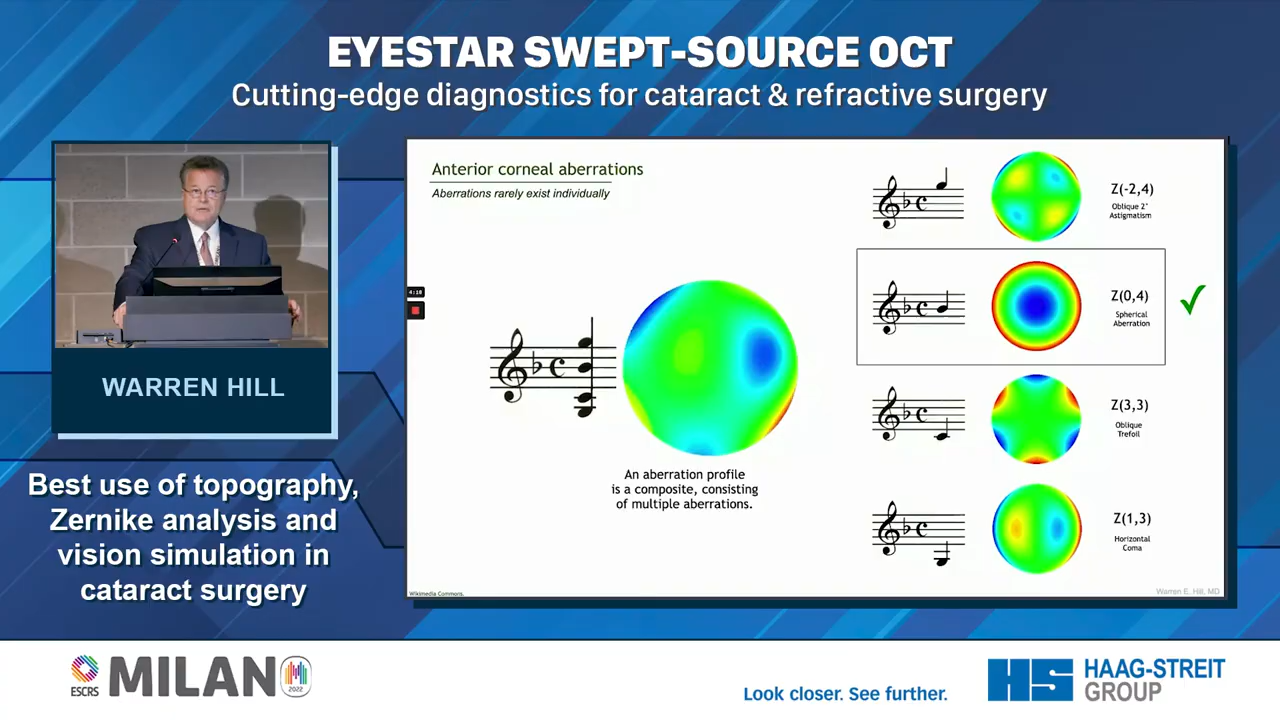 EYESTAR SWEPT-SOURCE OCT
Cutting-edge diagnostics for cataract & refractive surgery
WARREN HILL
Best use of topography,
Zernike analysis and
vision simulation in
cataract surgery
Anterior corneal aberrations
Aberrations rarely exist individually
4:18
An aberration profile
is a composite, consisting
of multiple aberrations.
Z(-2,4)
Oblique 2°
Astigmatism
Z(0,4)
Spherical
Aberration
Z(3,3)
Oblique
Trefoil
Z(1,3)
Horizontal
Coma
Wikimedia Commons.
Warren E. Hill, MD
ESCRS
MILANO
2022
Look closer. See further.
HS
HAAG-STREIT
GROUP